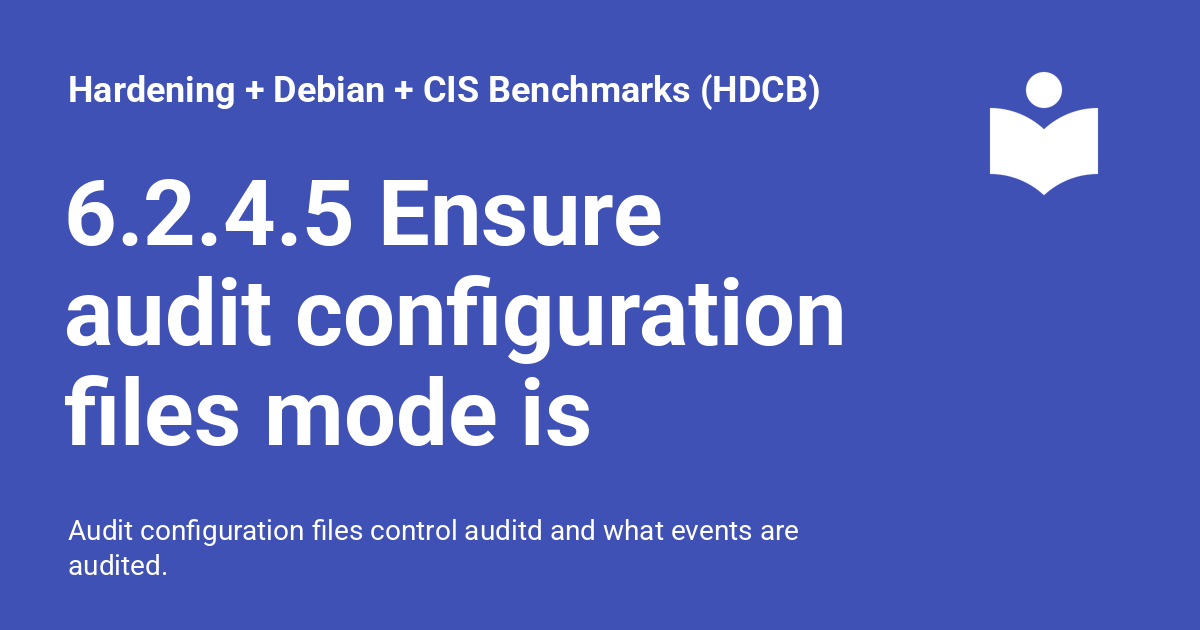 Hardening + Debian + CIS Benchmarks (HDCB)
6.2.4.5 Ensure
audit configuration
files mode is
Audit configuration files control auditd and what events are
audited.